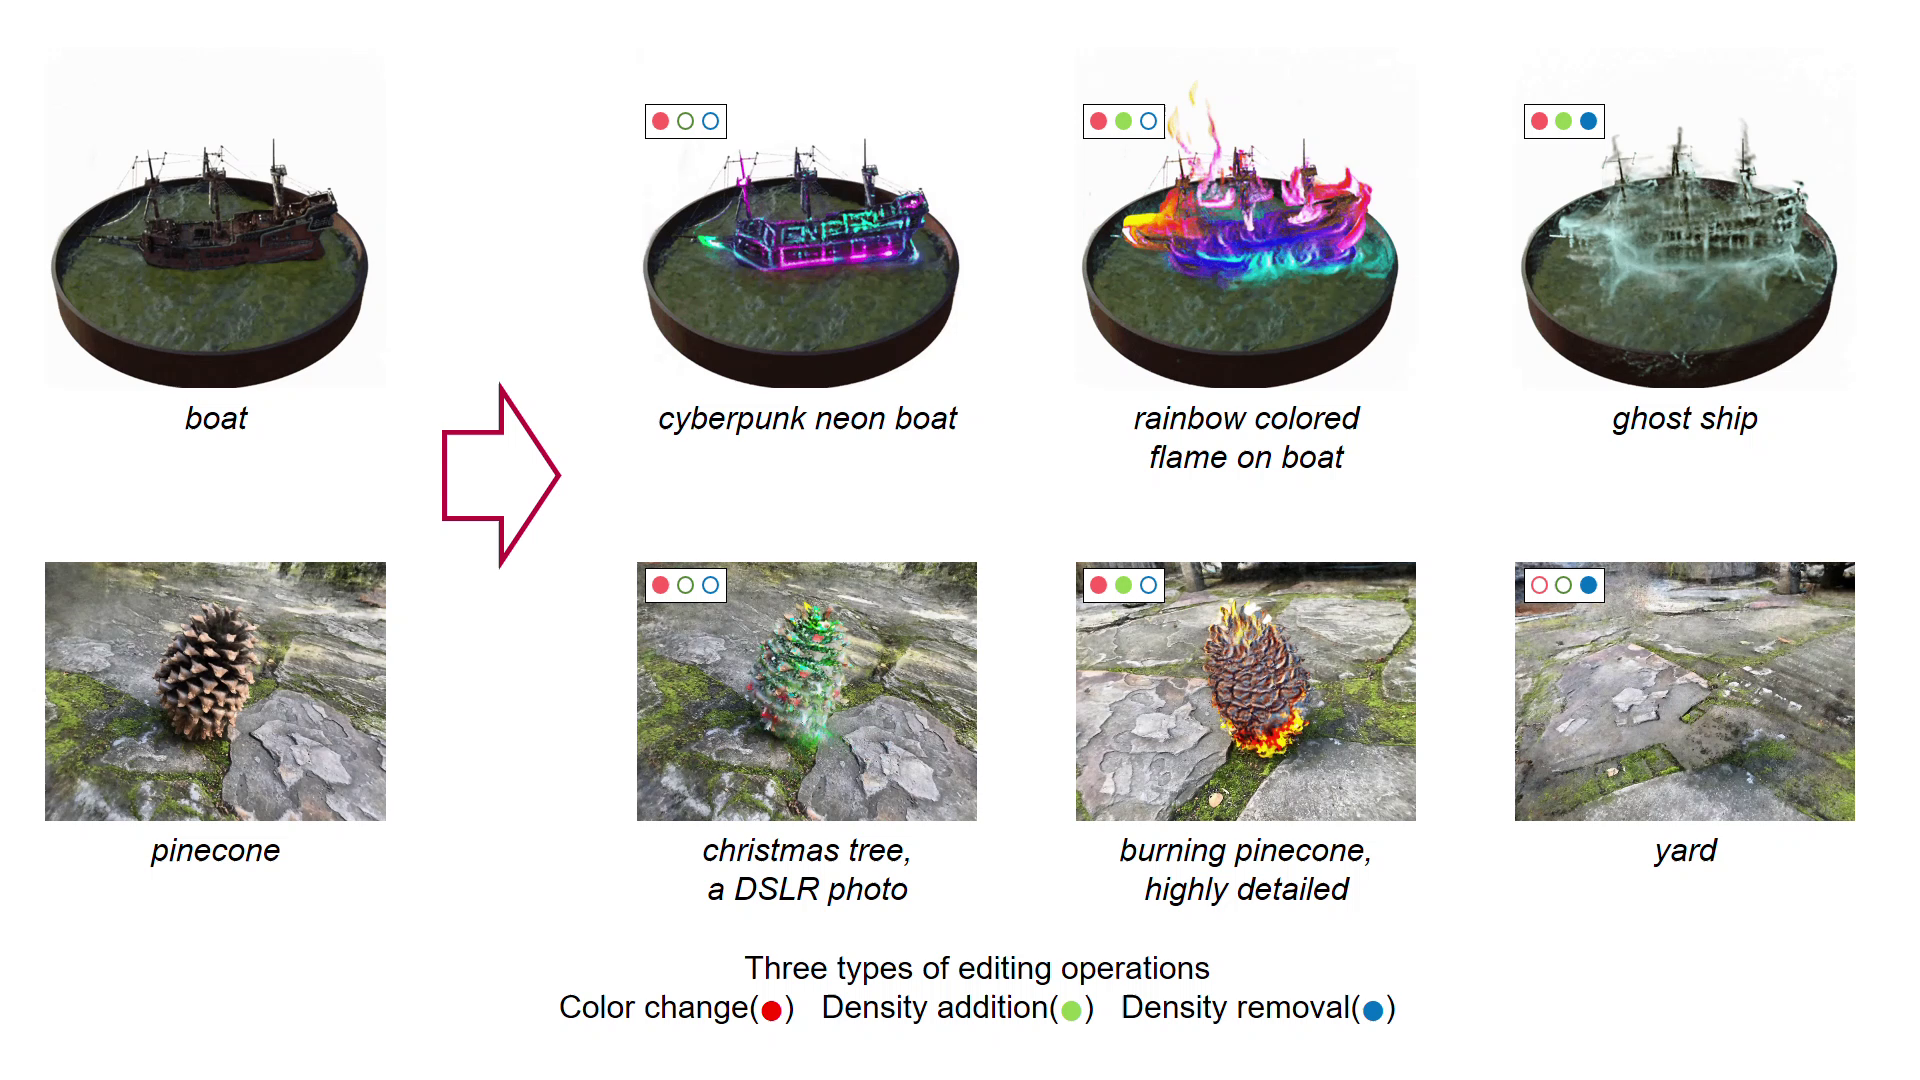 boat
cyberpunk neon boat
rainbow colored
flame on boat
ghost ship
pinecone
christmas tree,
a DSLR photo
burning pinecone,
highly detailed
yard
Three types of editing operations
Color change(●) Density addition(●) Density removal(●)